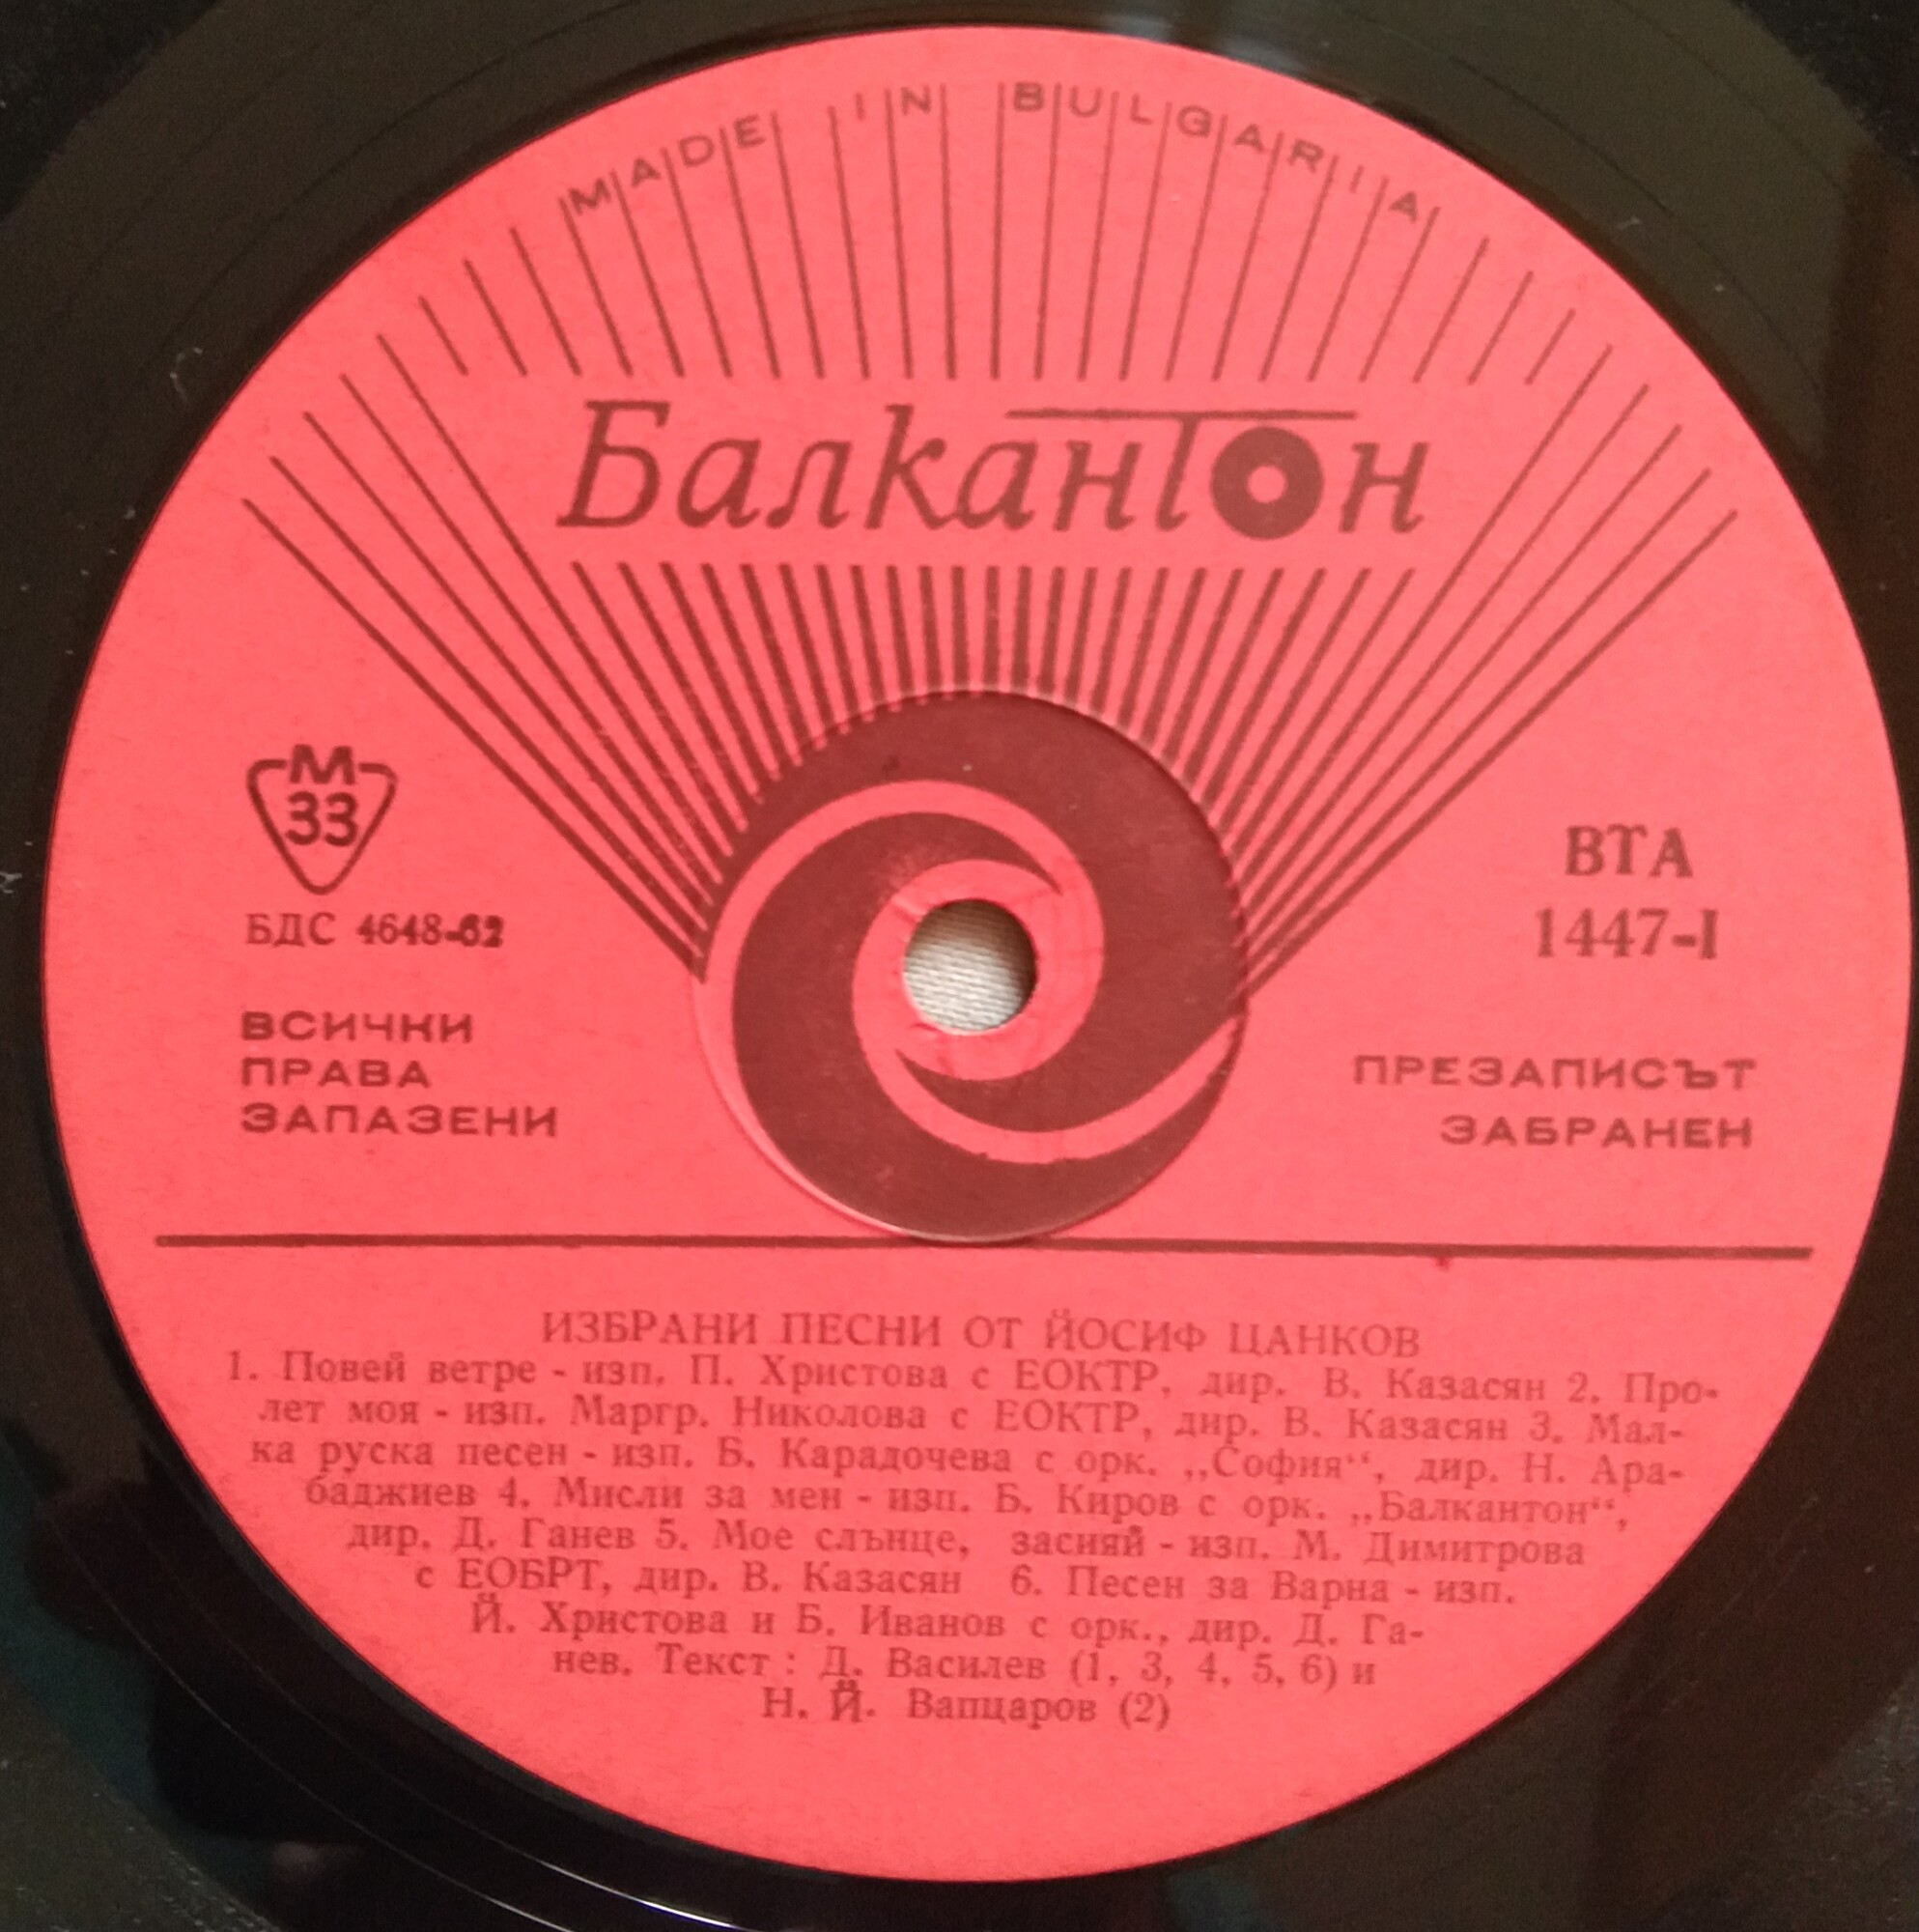 MADE IN BULGARIA
Балкантон
М
33
БДС 4648-62
ВСИЧКИ
ПРАВА
ЗАПАЗЕНИ
ВТА
1447-I
ПРЕЗАПИСЪТ
ЗАБРАНЕН
ИЗБРАНИ ПЕСНИ ОТ ЙОСИФ ЦАНКОВ
1. Повей ветре - изп. П. Христова с ЕОКТР, дир. В. Казасян 2. Про-
лет моя - изп. Маргр. Николова с ЕОКТР, дир. В. Казасян 3. Мал-
ка руска песен - изп. Б. Карадочева с орк. „София“, дир. Н. Ара-
баджиев 4. Мисли за мен - изп. Б. Киров с орк. „Балкантон“,
дир. Д. Ганев 5. Мое слънце, засияй - изп. М. Димитрова
с ЕОБРТ, дир. В. Казасян 6. Песен за Варна - изп.
Й. Христова и Б. Иванов с орк., дир. Д. Га-
нев. Текст : Д. Василев (1, 3, 4, 5, 6) и
Н. Й. Вапцаров (2)